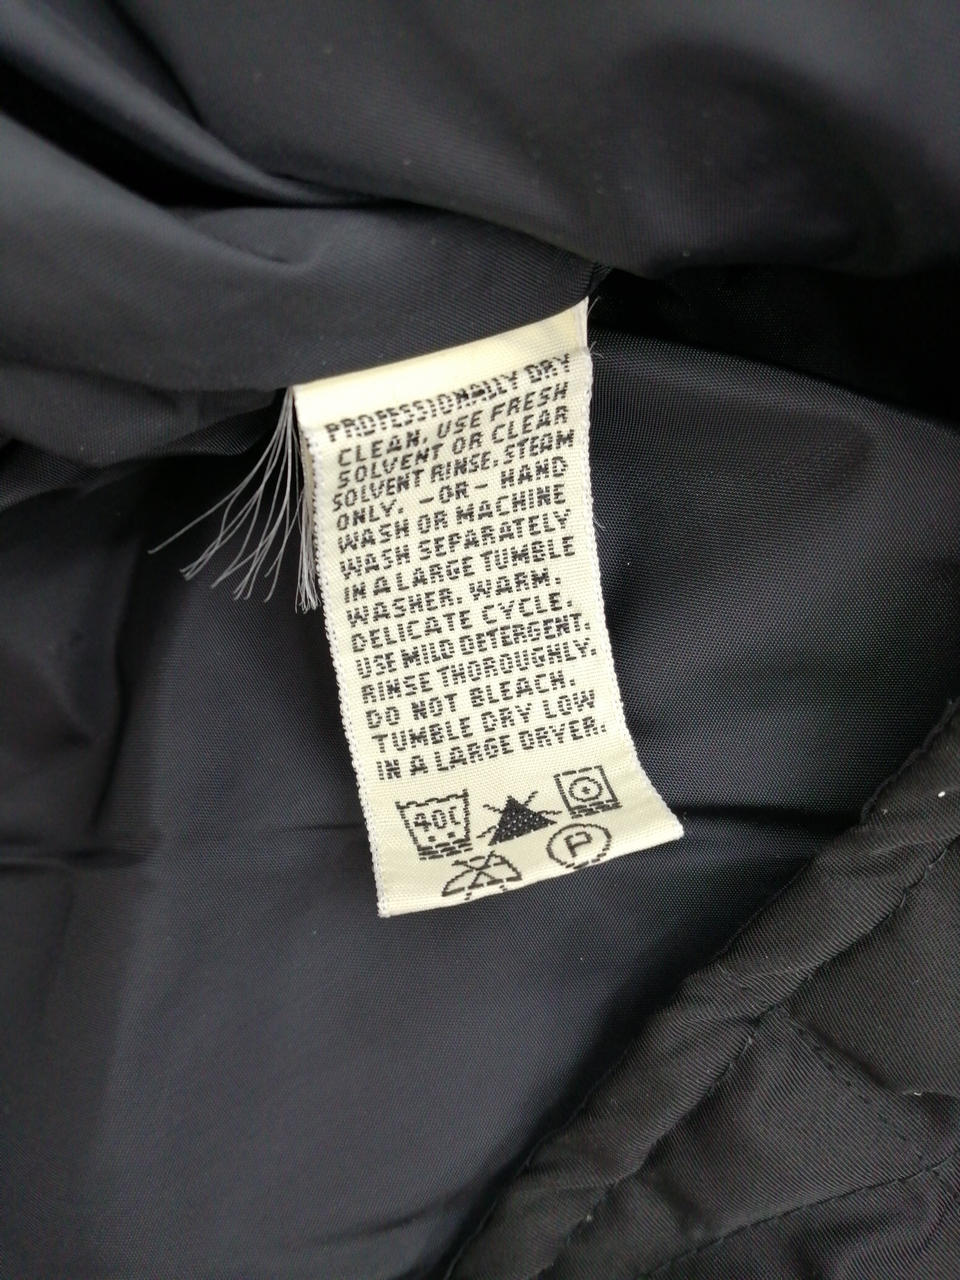 PROFESSIONALLY DRY
CLEAN. USE FRESH
SOLVENT OR CLEAR
SOLVENT RINSE. STEAM
ONLY. -OR- HAND
WASH OR MACHINE
WASH SEPARATELY
IN A LARGE TUMBLE
WASHER. WARM.
DELICATE CYCLE.
USE MILD DETERGENT.
RINSE THOROUGHLY.
DO NOT BLEACH.
TUMBLE DRY LOW
IN A LARGE DRYER.
40C
P